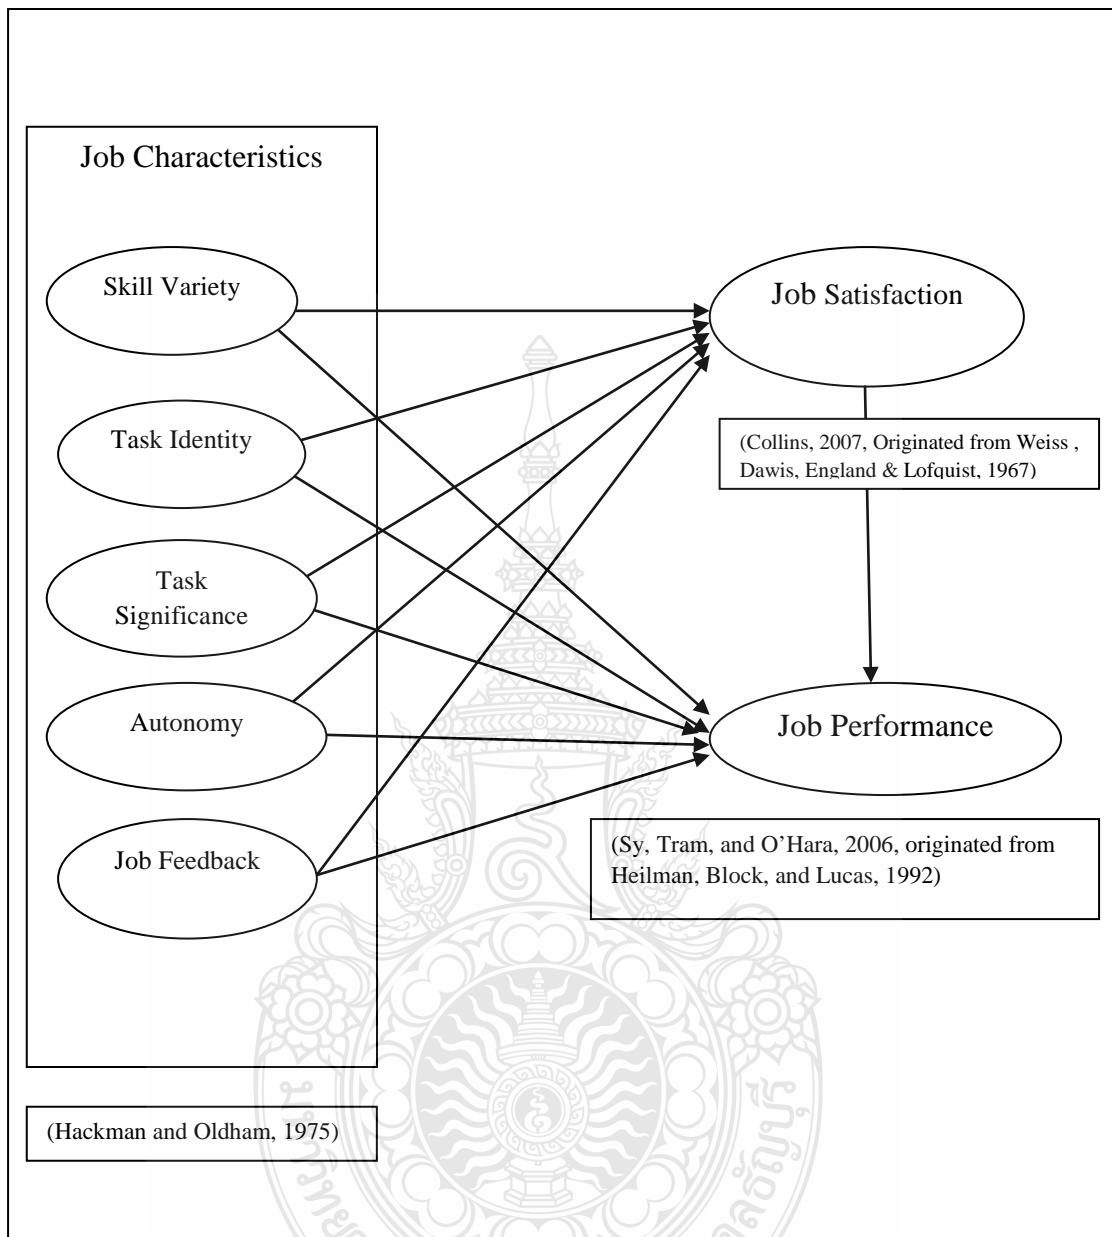 Job Characteristics
Skill Variety
Task Identity
Task
Significance
Autonomy
Job Feedback
(Hackman and Oldham, 1975)
Job Satisfaction
(Collins, 2007, Originated from Weiss ,
Dawis, England & Lofquist, 1967)
Job Performance
(Sy, Tram, and O’Hara, 2006, originated from
Heilman, Block, and Lucas, 1992)